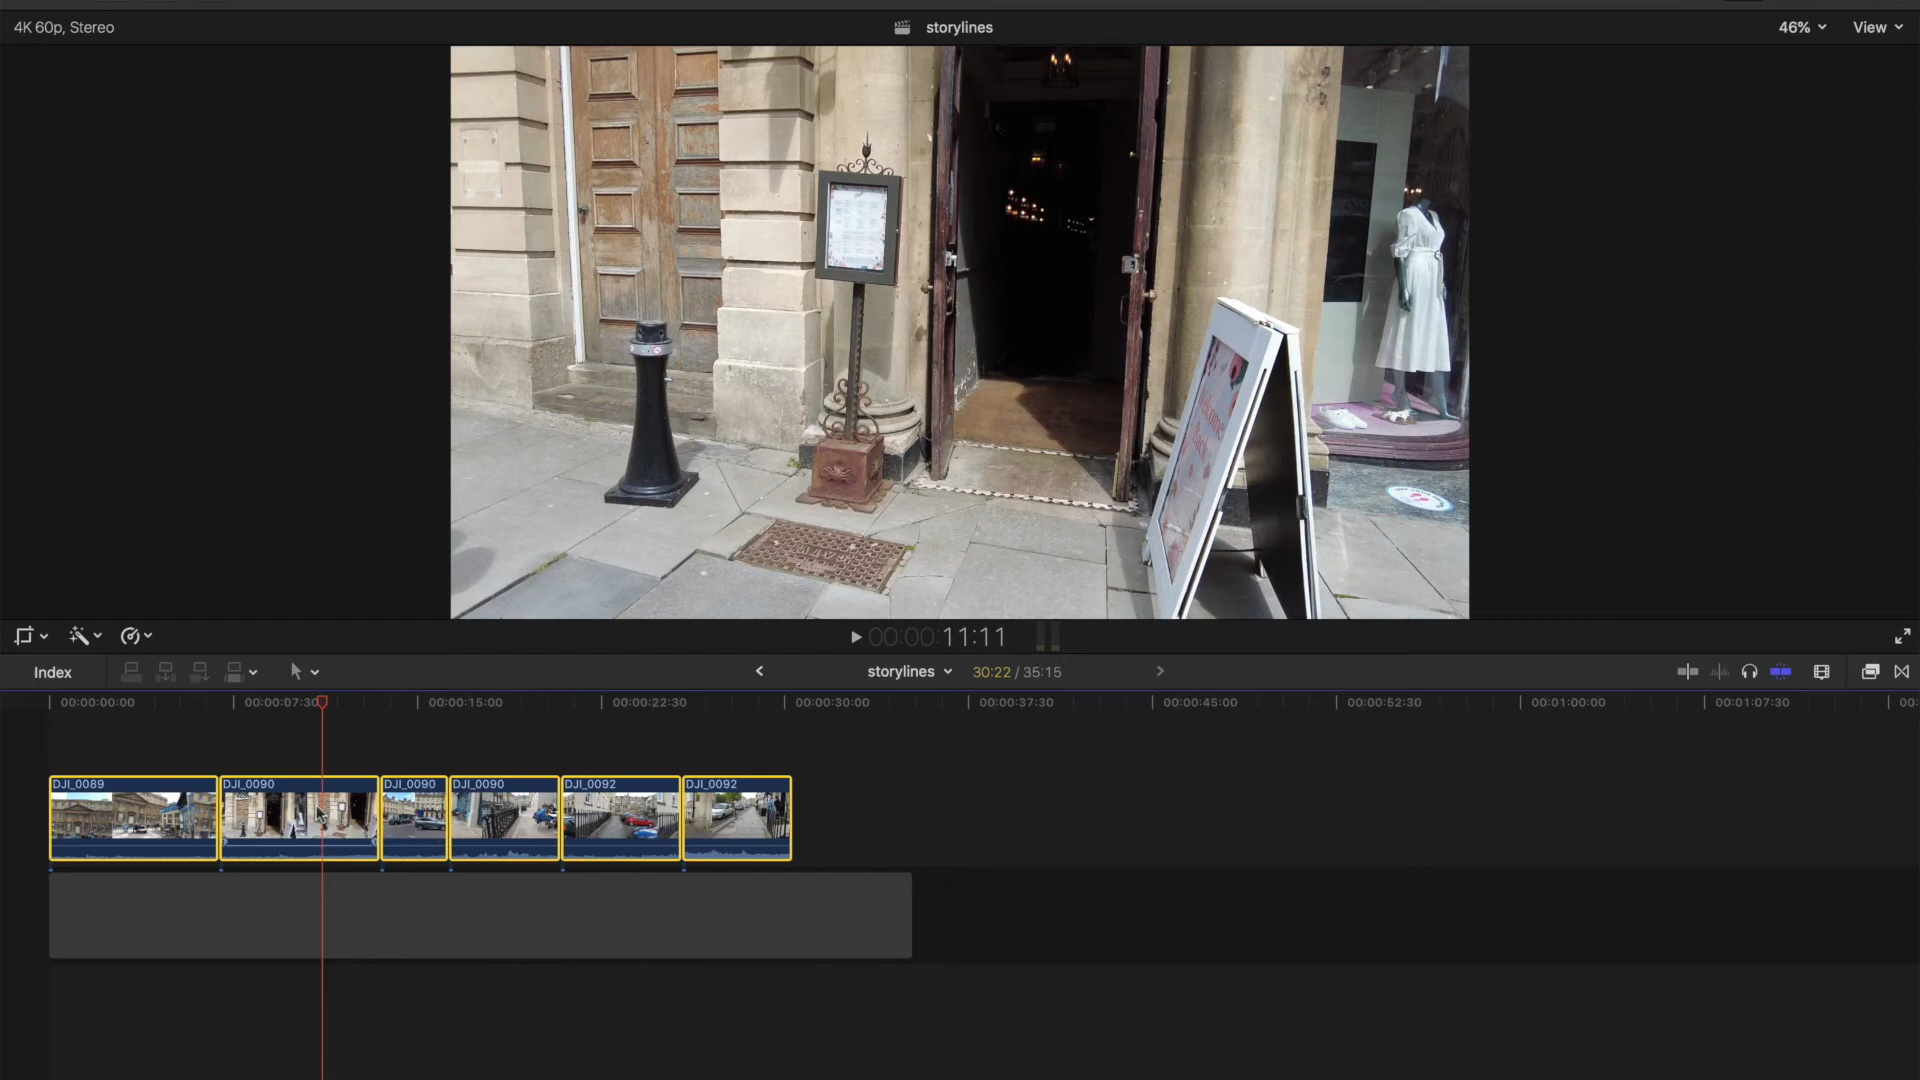 4K 60p, Stereo
storylines
46%
View
Welcome
Back
00:00:11:11
Index
storylines
30:22 / 35:15
00:00:00:00
00:00:07:30
00:00:15:00
00:00:22:30
00:00:30:00
00:00:37:30
00:00:45:00
00:00:52:30
00:01:00:00
00:01:07:30
00:
DJI_0089
DJI_0090
DJI_0090
DJI_0090
DJI_0092
DJI_0092